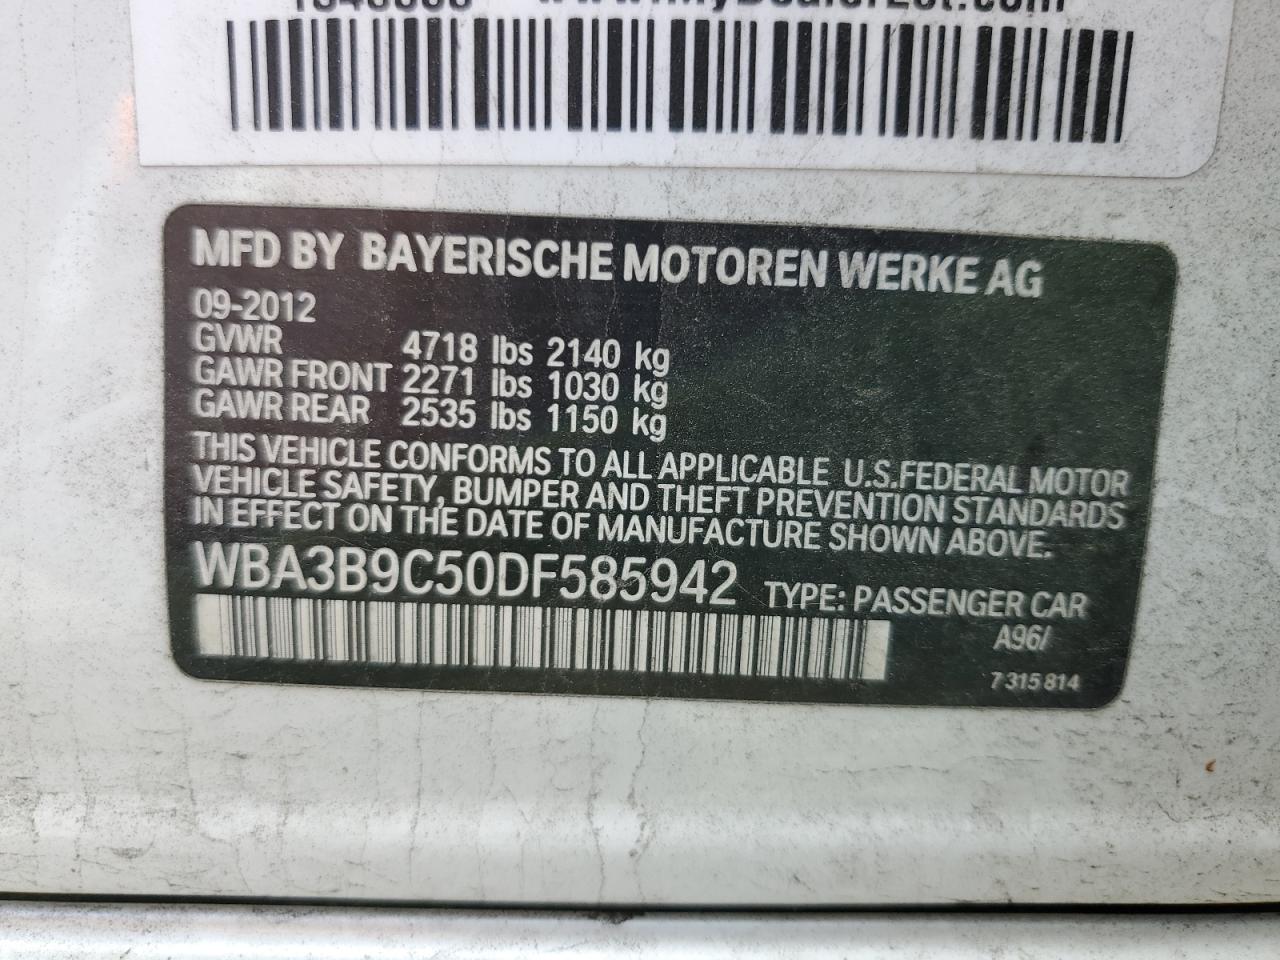 MFD BY BAYERISCHE MOTOREN WERKE AG
09-2012
GVWR 4718 lbs 2140 kg
GAWR FRONT 2271 lbs 1030 kg
GAWR REAR 2535 lbs 1150 kg
THIS VEHICLE CONFORMS TO ALL APPLICABLE U.S.FEDERAL MOTOR
VEHICLE SAFETY, BUMPER AND THEFT PREVENTION STANDARDS
IN EFFECT ON THE DATE OF MANUFACTURE SHOWN ABOVE.
WBA3B9C50DF585942 TYPE: PASSENGER CAR
A96/
7 315 814